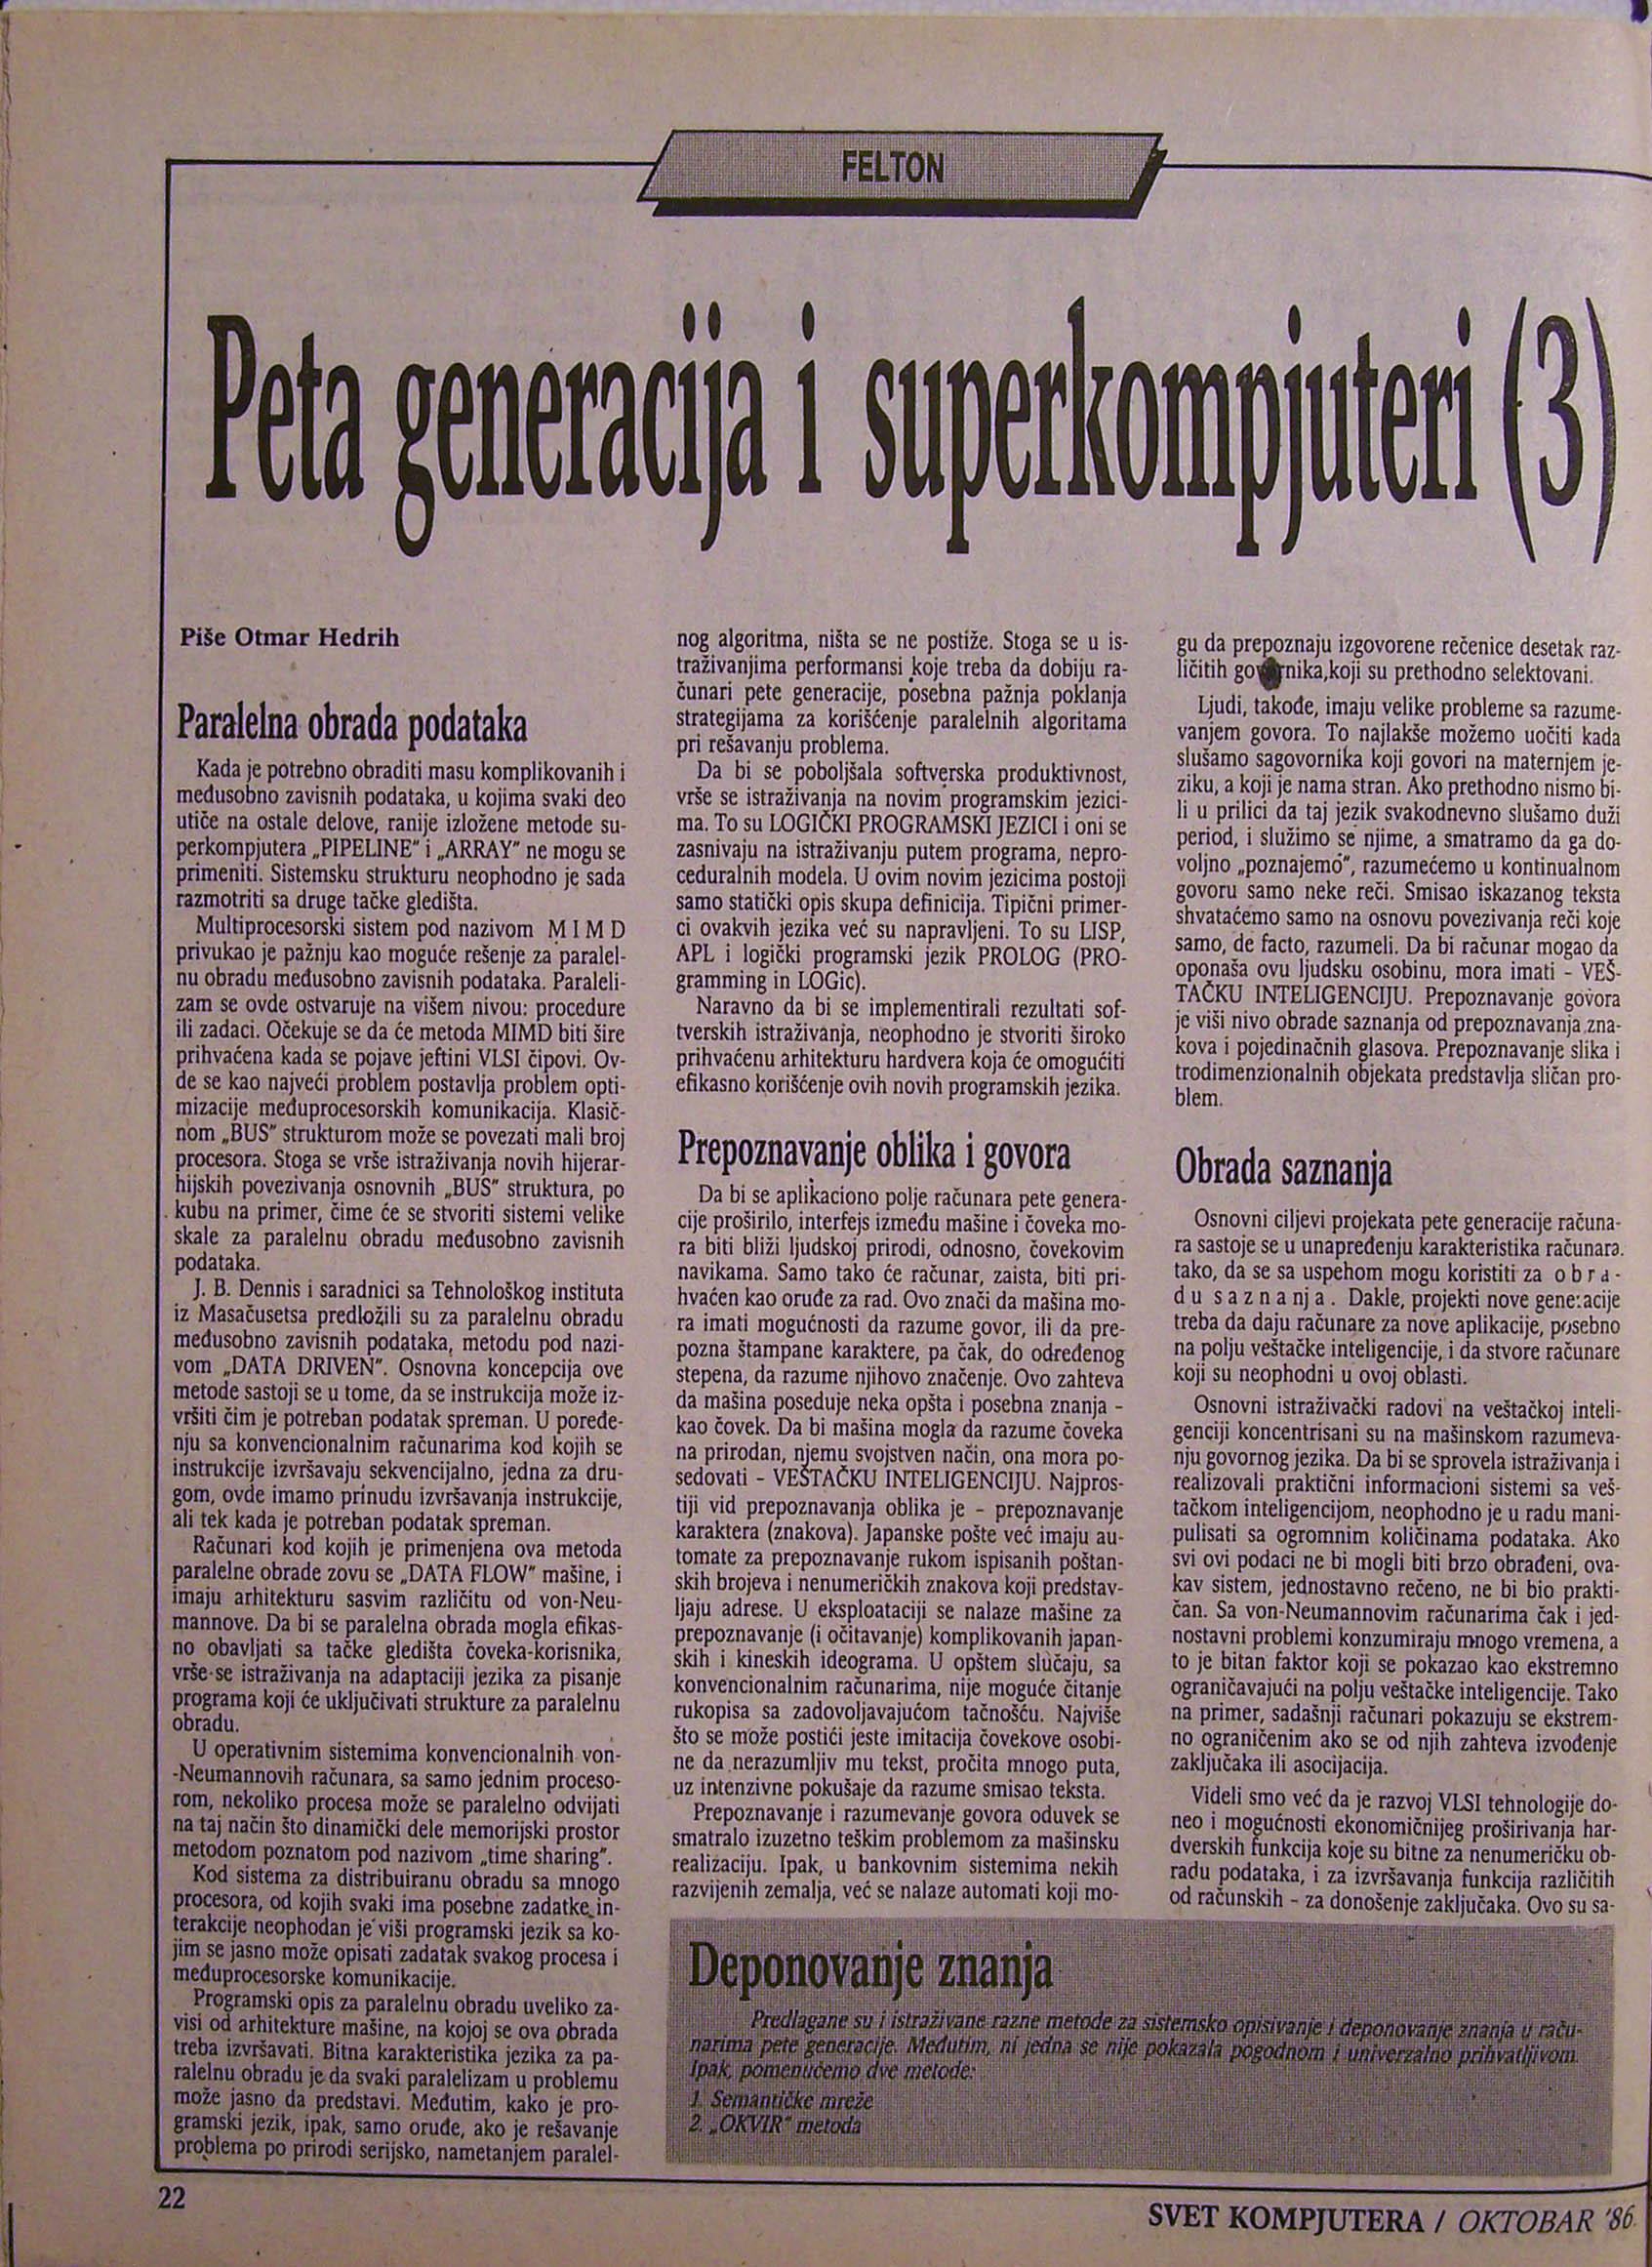 FELTON
Peta generacija i superkompjuteri (3)
Piše Otmar Hedrih
Paralelna obrada podataka
Kada je potrebno obraditi masu komplikovanih i
međusobno zavisnih podataka, u kojima svaki deo
utiče na ostale delove, ranije izložene metode su-
perkompjutera „PIPELINE" i „ARRAY" ne mogu se
primeniti. Sistemsku strukturu neophodno je sada
razmotriti sa druge tačke gledišta.
Multiprocesorski sistem pod nazivom M I M D
privukao je pažnju kao moguće rešenje za paralel-
nu obradu međusobno zavisnih podataka. Paraleli-
zam se ovde ostvaruje na višem nivou: procedure
ili zadaci. Očekuje se da će metoda MIMD biti šire
prihvaćena kada se pojave jeftini VLSI čipovi. Ov-
de se kao najveći problem postavlja problem opti-
mizacije međuprocesorskih komunikacija. Klasič-
nom „BUS" strukturom može se povezati mali broj
procesora. Stoga se vrše istraživanja novih hijerar-
hijskih povezivanja osnovnih „BUS" struktura, po
kubu na primer, čime će se stvoriti sistemi velike
skale za paralelnu obradu međusobno zavisnih
podataka.
J. B. Dennis i saradnici sa Tehnološkog instituta
iz Masačusetsa predložili su za paralelnu obradu
međusobno zavisnih podataka, metodu pod nazi-
vom „DATA DRIVEN". Osnovna koncepcija ove
metode sastoji se u tome, da se instrukcija može iz-
vršiti čim je potreban podatak spreman. U poređe-
nju sa konvencionalnim računarima kod kojih se
instrukcije izvršavaju sekvencijalno, jedna za dru-
gom, ovde imamo prinudu izvršavanja instrukcije,
ali tek kada je potreban podatak spreman.
Računari kod kojih je primenjena ova metoda
paralelne obrade zovu se „DATA FLOW" mašine, i
imaju arhitekturu sasvim različitu od von-Neu-
mannove. Da bi se paralelna obrada mogla efikas-
no obavljati sa tačke gledišta čoveka-korisnika,
vrše se istraživanja na adaptaciji jezika za pisanje
programa koji će uključivati strukture za paralelnu
obradu.
U operativnim sistemima konvencionalnih von-
-Neumannovih računara, sa samo jednim proceso-
rom, nekoliko procesa može se paralelno odvijati
na taj način što dinamički dele memorijski prostor
metodom poznatom pod nazivom „time sharing".
Kod sistema za distribuiranu obradu sa mnogo
procesora, od kojih svaki ima posebne zadatke in-
terakcije neophodan je viši programski jezik sa ko-
jim se jasno može opisati zadatak svakog procesa i
međuprocesorske komunikacije.
Programski opis za paralelnu obradu uveliko za-
visi od arhitekture mašine, na kojoj se ova obrada
treba izvršavati. Bitna karakteristika jezika za pa-
ralelnu obradu je da svaki paralelizam u problemu
može jasno da predstavi. Međutim, kako je pro-
gramski jezik, ipak, samo oruđe, ako je rešavanje
problema po prirodi serijsko, nametanjem paralel-
nog algoritma, ništa se ne postiže. Stoga se u is-
traživanjima performansi koje treba da dobiju ra-
čunari pete generacije, posebna pažnja poklanja
strategijama za korišćenje paralelnih algoritama
pri rešavanju problema.
Da bi se poboljšala softverska produktivnost,
vrše se istraživanja na novim programskim jezici-
ma. To su LOGIČKI PROGRAMSKI JEZICI i oni se
zasnivaju na istraživanju putem programa, nepro-
ceduralnih modela. U ovim novim jezicima postoji
samo statički opis skupa definicija. Tipični primer-
ci ovakvih jezika već su napravljeni. To su LISP,
APL i logički programski jezik PROLOG (PRO-
gramming in LOGic).
Naravno da bi se implementirali rezultati sof-
tverskih istraživanja, neophodno je stvoriti široko
prihvaćenu arhitekturu hardvera koja će omogućiti
efikasno korišćenje ovih novih programskih jezika.
Prepoznavanje oblika i govora
Da bi se aplikaciono polje računara pete genera-
cije proširilo, interfejs između mašine i čoveka mo-
ra biti bliži ljudskoj prirodi, odnosno, čovekovim
navikama. Samo tako će računar, zaista, biti pri-
hvaćen kao oruđe za rad. Ovo znači da mašina mo-
ra imati mogućnosti da razume govor, ili da pre-
pozna štampane karaktere, pa čak, do određenog
stepena, da razume njihovo značenje. Ovo zahteva
da mašina poseduje neka opšta i posebna znanja –
kao čovek. Da bi mašina mogla da razume čoveka
na prirodan, njemu svojstven način, ona mora po-
sedovati – VEŠTAČKU INTELIGENCIJU. Najpros-
tiji vid prepoznavanja oblika je – prepoznavanje
karaktera (znakova). Japanske pošte već imaju au-
tomate za prepoznavanje rukom ispisanih poštan-
skih brojeva i nenumeričkih znakova koji predstav-
ljaju adrese. U eksploataciji se nalaze mašine za
prepoznavanje (i očitavanje) komplikovanih japan-
skih i kineskih ideograma. U opštem slučaju, sa
konvencionalnim računarima, nije moguće čitanje
rukopisa sa zadovoljavajućom tačnošću. Najviše
što se može postići jeste imitacija čovekove osobi-
ne da nerazumljiv mu tekst, pročita mnogo puta,
uz intenzivne pokušaje da razume smisao teksta.
Prepoznavanje i razumevanje govora oduvek se
smatralo izuzetno teškim problemom za mašinsku
realizaciju. Ipak, u bankovnim sistemima nekih
razvijenih zemalja, već se nalaze automati koji mo-
gu da prepoznaju izgovorene rečenice desetak raz-
ličitih govornika,koji su prethodno selektovani.
Ljudi, takođe, imaju velike probleme sa razume-
vanjem govora. To najlakše možemo uočiti kada
slušamo sagovornika koji govori na maternjem je-
ziku, a koji je nama stran. Ako prethodno nismo bi-
li u prilici da taj jezik svakodnevno slušamo duži
period, i služimo se njime, a smatramo da ga do-
voljno „poznajemo", razumećemo u kontinualnom
govoru samo neke reči. Smisao iskazanog teksta
shvataćemo samo na osnovu povezivanja reči koje
samo, de facto, razumeli. Da bi računar mogao da
oponaša ovu ljudsku osobinu, mora imati – VEŠ-
TAČKU INTELIGENCIJU. Prepoznavanje govora
je viši nivo obrade saznanja od prepoznavanja zna-
kova i pojedinačnih glasova. Prepoznavanje slika i
trodimenzionalnih objekata predstavlja sličan pro-
blem.
Obrada saznanja
Osnovni ciljevi projekata pete generacije računa-
ra sastoje se u unapređenju karakteristika računara.
tako, da se sa uspehom mogu koristiti za o b r a -
d u s a z n a nj a . Dakle, projekti nove generacije
treba da daju računare za nove aplikacije, posebno
na polju veštačke inteligencije, i da stvore računare
koji su neophodni u ovoj oblasti.
Osnovni istraživački radovi na veštačkoj inteli-
genciji koncentrisani su na mašinskom razumeva-
nju govornog jezika. Da bi se sprovela istraživanja i
realizovali praktični informacioni sistemi sa veš-
tačkom inteligencijom, neophodno je u radu mani-
pulisati sa ogromnim količinama podataka. Ako
svi ovi podaci ne bi mogli biti brzo obrađeni, ova-
kav sistem, jednostavno rečeno, ne bi bio prakti-
čan. Sa von-Neumannovim računarima čak i jed-
nostavni problemi konzumiraju mnogo vremena, a
to je bitan faktor koji se pokazao kao ekstremno
ograničavajući na polju veštačke inteligencije. Tako
na primer, sadašnji računari pokazuju se ekstrem-
no ograničenim ako se od njih zahteva izvođenje
zaključaka ili asocijacija.
Videli smo već da je razvoj VLSI tehnologije do-
neo i mogućnosti ekonomičnijeg proširivanja har-
dverskih funkcija koje su bitne za nenumeričku ob-
radu podataka, i za izvršavanja funkcija različitih
od računskih – za donošenje zaključaka. Ovo su sa-
Deponovanje znanja
Predlagane su i istraživane razne metode za sistemsko opisivanje i deponovanje znanja u raču-
narima pete generacije. Međutim, ni jedna se nije pokazala pogodnom i univerzalno prihvatljivom.
Ipak, pomenućemo dve metode:
1. Semantičke mreže
2. „OKVIR" metoda
22
SVET KOMPJUTERA / OKTOBAR '86.